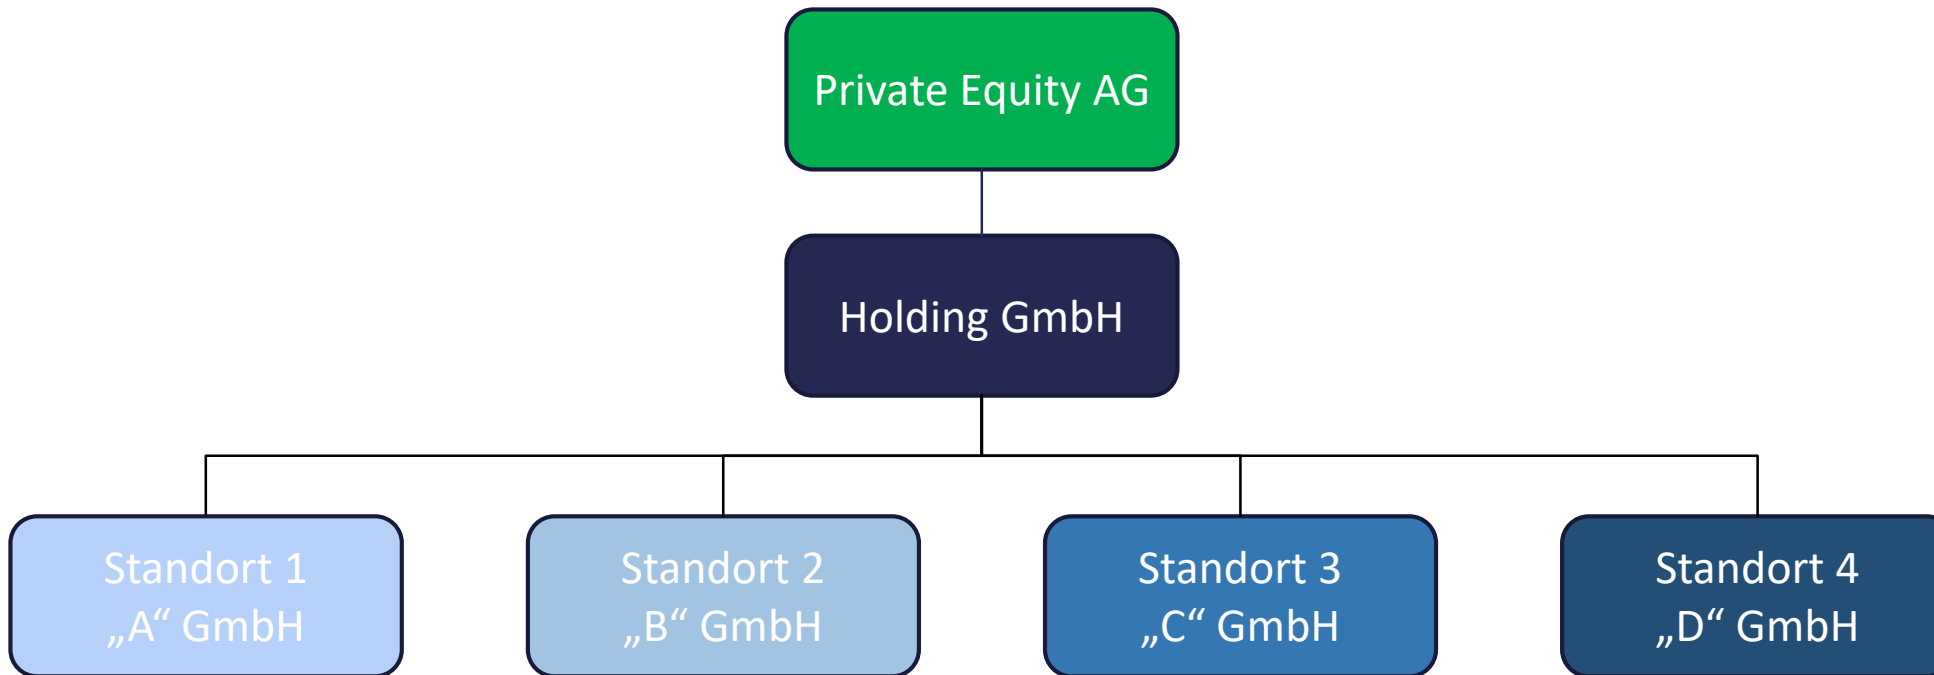 Private Equity AG
Holding GmbH
Standort 1
„A“ GmbH
Standort 2
„B“ GmbH
Standort 3
„C“ GmbH
Standort 4
„D“ GmbH